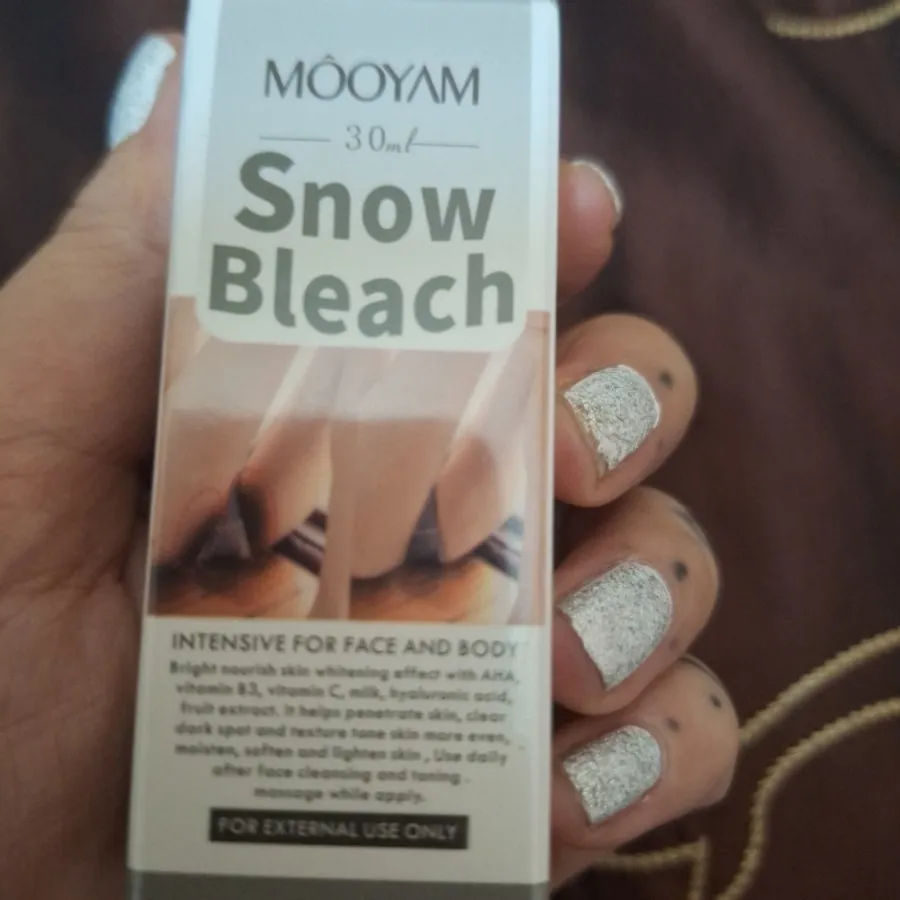 MÔOYAM
30ml
Snow
Bleach
INTENSIVE FOR FACE AND BODY
Bright nourish skin whitening effect with AHA,
vitamin B3, vitamin C, milk, hyaluronic acid,
fruit extract. It helps penetrate skin, clear
dark spot and texture tone skin more even,
moisten, soften and lighten skin , Use daily
after face cleansing and toning .
massage while apply.
FOR EXTERNAL USE ONLY